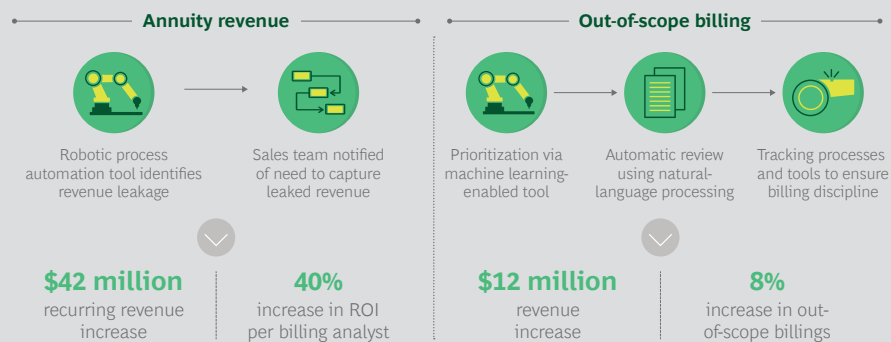 Annuity revenue
Robotic process
automation tool identifies
revenue leakage
Sales team notified
of need to capture
leaked revenue
$42 million
recurring revenue
increase
40%
increase in ROI
per billing analyst
Out-of-scope billing
Prioritization via
machine learning-
enabled tool
Automatic review
using natural-
language processing
Tracking processes
and tools to ensure
billing discipline
$12 million
revenue
increase
8%
increase in out-
of-scope billings